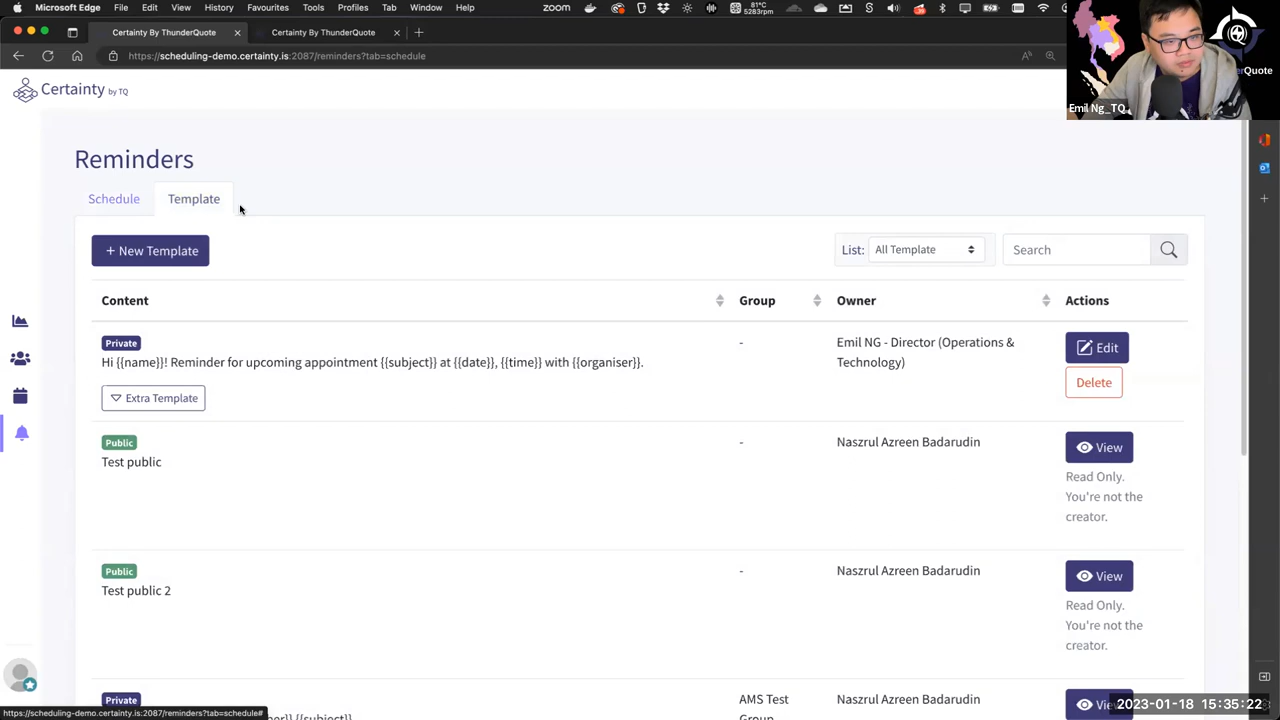 Microsoft Edge File Edit View History Favourites Tools Profiles Tab Window Help zoom 81°C 5283rpm
Certainty By ThunderQuote Certainty By ThunderQuote
https://scheduling-demo.certainty.is:2087/reminders?tab=schedule
Quote
Emil Ng_TQ
Certainty by TQ
Reminders
Schedule Template
+ New Template List: All Template Search
Content Group Owner Actions
Private
Hi {{name}}! Reminder for upcoming appointment {{subject}} at {{date}}, {{time}} with {{organiser}}.
-
Emil NG - Director (Operations &
Technology)
Edit
Delete
Extra Template
Public
Test public
-
Naszrul Azreen Badarudin
View
Read Only.
You're not the
creator.
Public
Test public 2
-
Naszrul Azreen Badarudin
View
Read Only.
You're not the
creator.
Private
{{subject}}
AMS Test
Group
Naszrul Azreen Badarudin
https://scheduling-demo.certainty.is:2087/reminders?tab=schedule#
2023-01-18 15:35:22